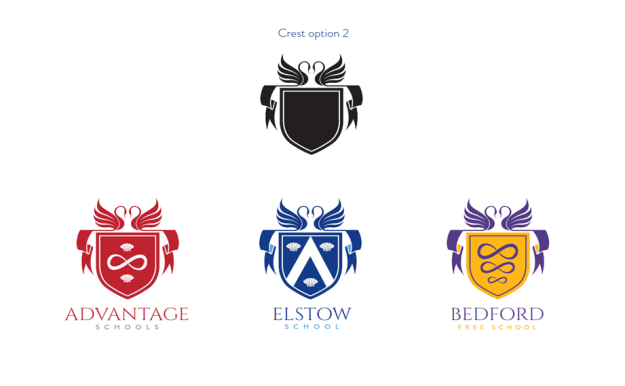 Crest option 2
ADVANTAGE
SCHOOLS
ELSTOW
SCHOOL
BEDFORD
FREE SCHOOL